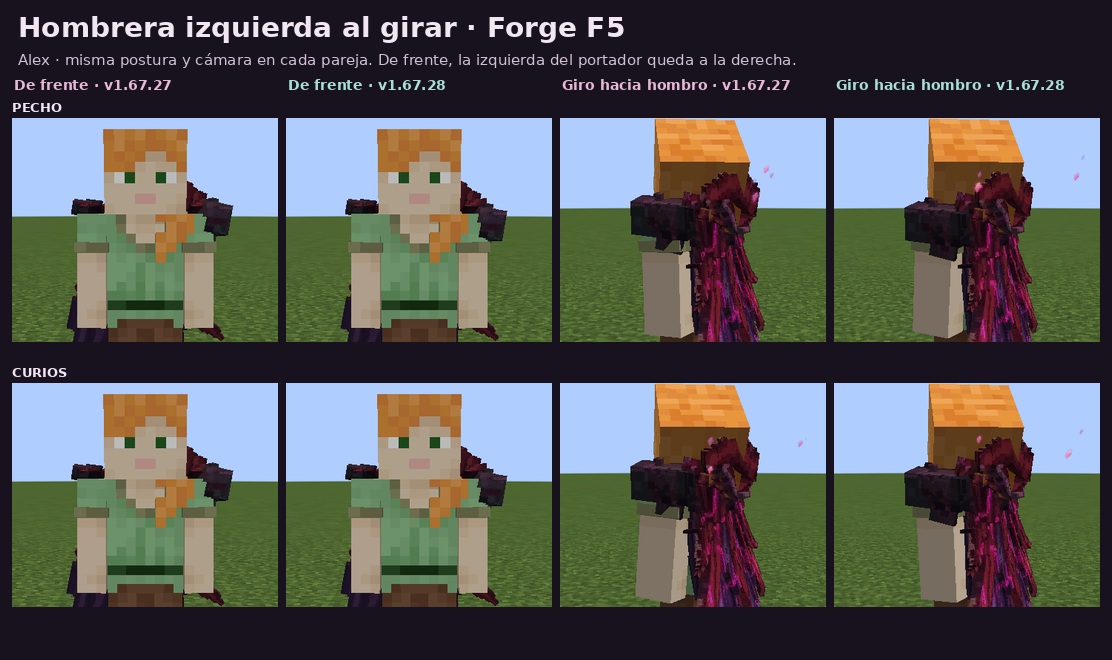 Hombrera izquierda al girar · Forge F5
Alex · misma postura y cámara en cada pareja. De frente, la izquierda del portador queda a la derecha.
De frente · v1.67.27
De frente · v1.67.28
Giro hacia hombro · v1.67.27
Giro hacia hombro · v1.67.28
PECHO
CURIOS